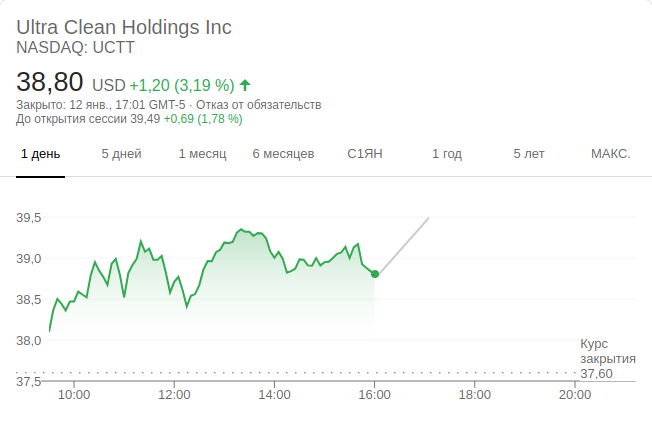 Ultra Clean Holdings Inc
NASDAQ: UCTT
38,80 USD +1,20 (3,19 %)
Закрыто: 12 янв., 17:01 GMT-5 · Отказ от обязательств
До открытия сессии 39,49 +0,69 (1,78 %)
1 день 5 дней 1 месяц 6 месяцев С1ЯН 1 год 5 лет МАКС.
39,5
39,0
38,5
38,0
Курс
закрытия
37,60
37,5
10:00 12:00 14:00 16:00 18:00 20:00